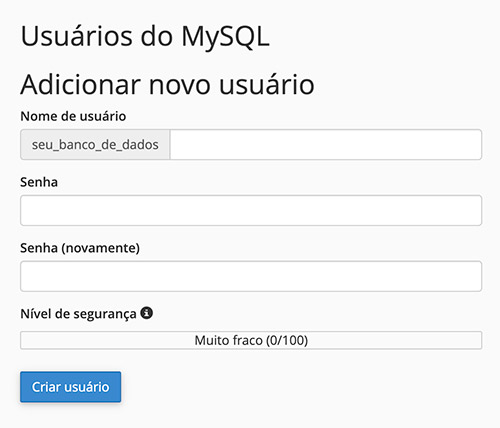 Usuários do MySQL
Adicionar novo usuário
Nome de usuário
seu_banco_de_dados
Senha
Senha (novamente)
Nível de segurança
Muito fraco (0/100)
Criar usuário